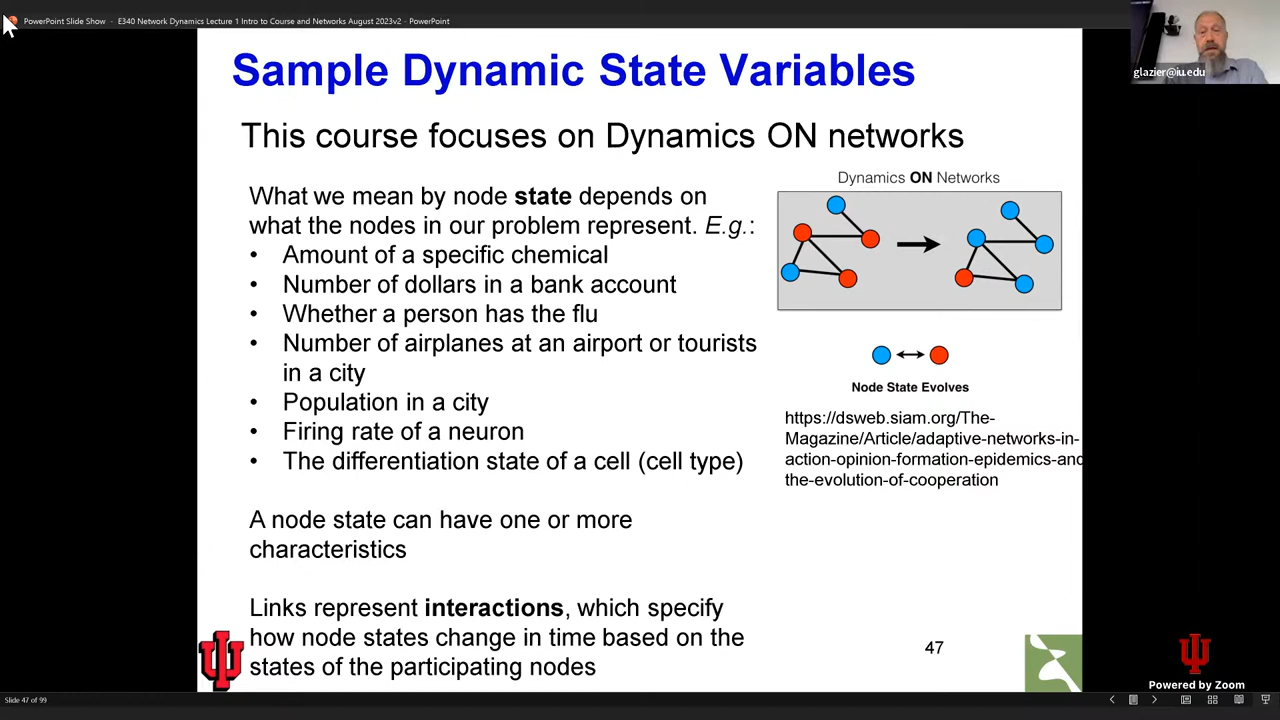 PowerPoint Slide Show - E340 Network Dynamics Lecture 1 Intro to Course and Networks August 2023v2 - PowerPoint
glazier@iu.edu
Sample Dynamic State Variables
This course focuses on Dynamics ON networks
What we mean by node state depends on
what the nodes in our problem represent. E.g.:
• Amount of a specific chemical
• Number of dollars in a bank account
• Whether a person has the flu
• Number of airplanes at an airport or tourists
in a city
• Population in a city
• Firing rate of a neuron
• The differentiation state of a cell (cell type)
A node state can have one or more
characteristics
Links represent interactions, which specify
how node states change in time based on the
states of the participating nodes
Dynamics ON Networks
Node State Evolves
https://dsweb.siam.org/The-
Magazine/Article/adaptive-networks-in-
action-opinion-formation-epidemics-and
the-evolution-of-cooperation
47
Powered by Zoom
Slide 47 of 99